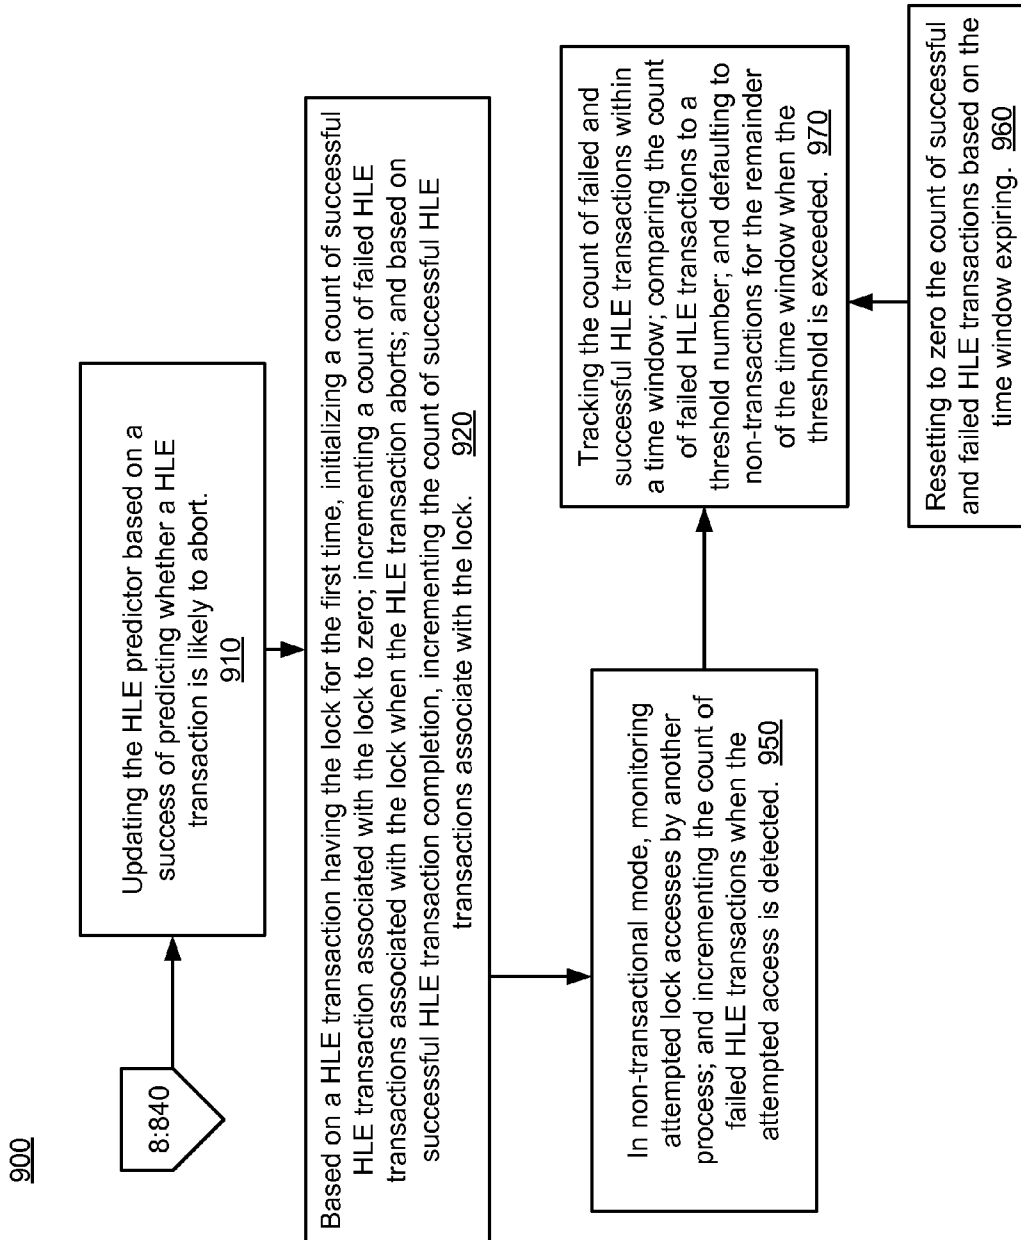 900
8:840
Updating the HLE predictor based on a
success of predicting whether a HLE
transaction is likely to abort.
910
Based on a HLE transaction having the lock for the first time, initializing a count of successful
HLE transaction associated with the lock to zero; incrementing a count of failed HLE
transactions associated with the lock when the HLE transaction aborts; and based on
successful HLE transaction completion, incrementing the count of successful HLE
transactions associate with the lock. 920
In non-transactional mode, monitoring
attempted lock accesses by another
process; and incrementing the count of
failed HLE transactions when the
attempted access is detected. 950
Tracking the count of failed and
successful HLE transactions within
a time window; comparing the count
of failed HLE transactions to a
threshold number; and defaulting to
non-transactions for the remainder
of the time window when the
threshold is exceeded. 970
Resetting to zero the count of successful
and failed HLE transactions based on the
time window expiring. 960